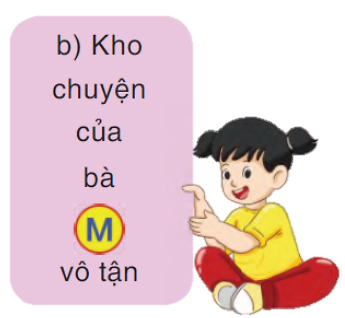 b) Kho
chuyện
của
bà
M
vô tận